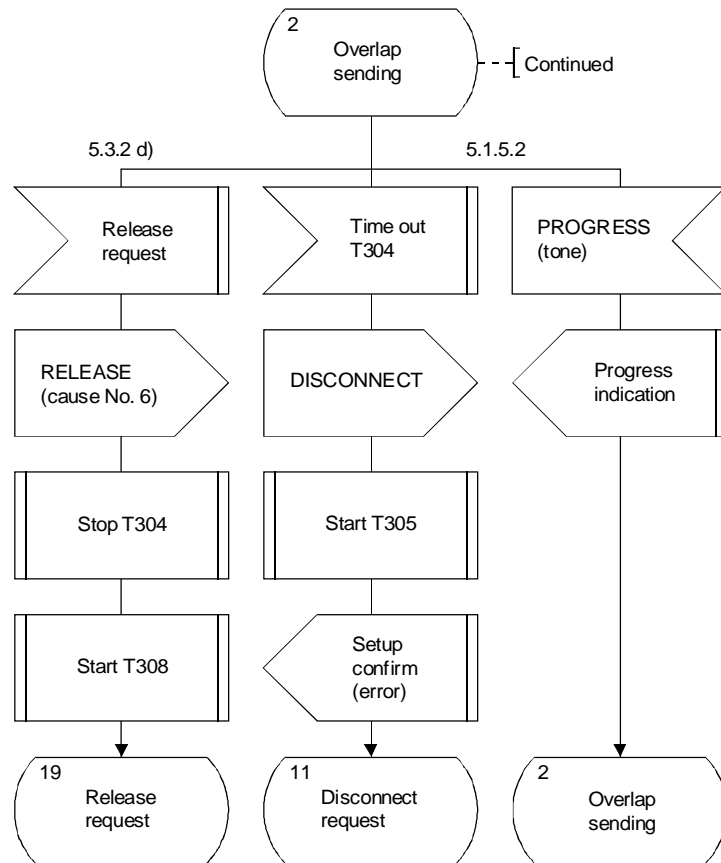 2
Overlap
sending
Continued
5.3.2 d)
5.1.5.2
Release
request
Time out
T304
PROGRESS
(tone)
RELEASE
(cause No. 6)
DISCONNECT
Progress
indication
Stop T304
Start T305
Start T308
Setup
confirm
(error)
19
Release
request
11
Disconnect
request
2
Overlap
sending